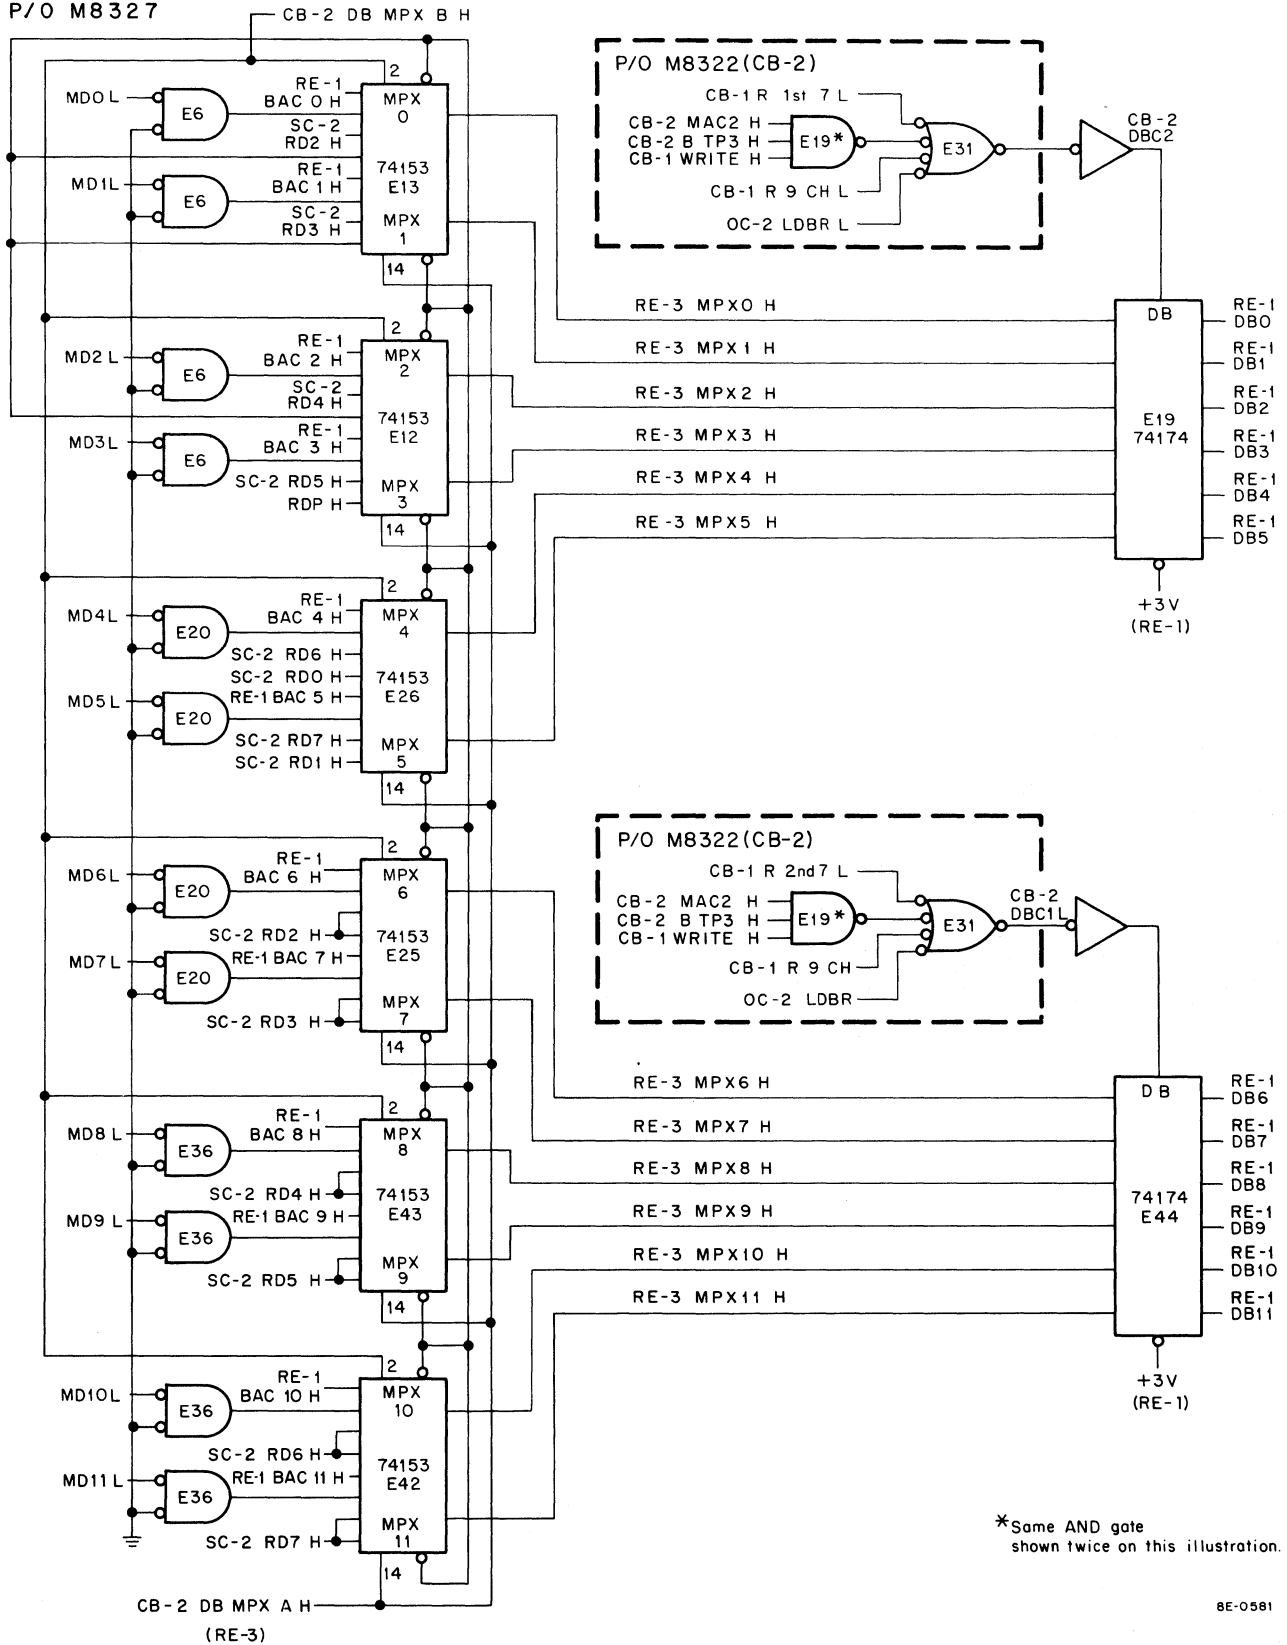 P/O M8327
CB-2 DB MPX B H
MD0 L
E6
RE-1
BAC 0 H
SC-2
RD2 H
2
MPX
0
MD1L
E6
RE-1
BAC 1 H
SC-2
RD3 H
74153
E13
MPX
1
14
MD2 L
E6
RE-1
BAC 2 H
SC-2
RD4 H
2
MPX
2
MD3L
E6
RE-1
BAC 3 H
SC-2 RD5 H
RDP H
74153
E12
MPX
3
14
MD4L
E20
RE-1
BAC 4 H
SC-2 RD6 H
SC-2 RD0 H
2
MPX
4
MD5L
E20
RE-1 BAC 5 H
SC-2 RD7 H
SC-2 RD1 H
74153
E26
MPX
5
14
MD6L
E20
RE-1
BAC 6 H
SC-2 RD2 H
2
MPX
6
MD7L
E20
RE-1 BAC 7 H
SC-2 RD3 H
74153
E25
MPX
7
14
MD8 L
E36
RE-1
BAC 8 H
SC-2 RD4 H
2
MPX
8
MD9 L
E36
RE-1 BAC 9 H
SC-2 RD5 H
74153
E43
MPX
9
14
MD10L
E36
RE-1
BAC 10 H
SC-2 RD6 H
2
MPX
10
MD11 L
E36
RE-1 BAC 11 H
SC-2 RD7 H
74153
E42
MPX
11
14
CB-2 DB MPX A H
(RE-3)
P/O M8322(CB-2)
CB-1 R 1st 7 L
CB-2 MAC2 H
CB-2 B TP3 H
CB-1 WRITE H
E19*
E31
CB-1 R 9 CH L
OC-2 LDBR L
CB-2
DBC2
RE-3 MPX0 H
RE-3 MPX1 H
RE-3 MPX2 H
RE-3 MPX3 H
RE-3 MPX4 H
RE-3 MPX5 H
DB
E19
74174
RE-1
DB0
RE-1
DB1
RE-1
DB2
RE-1
DB3
RE-1
DB4
RE-1
DB5
+3V
(RE-1)
P/O M8322(CB-2)
CB-1 R 2nd7 L
CB-2 MAC2 H
CB-2 B TP3 H
CB-1 WRITE H
E19*
E31
CB-1 R 9 CH
OC-2 LDBR
CB-2
DBC1L
RE-3 MPX6 H
RE-3 MPX7 H
RE-3 MPX8 H
RE-3 MPX9 H
RE-3 MPX10 H
RE-3 MPX11 H
DB
74174
E44
RE-1
DB6
RE-1
DB7
RE-1
DB8
RE-1
DB9
RE-1
DB10
RE-1
DB11
+3V
(RE-1)
*Same AND gate
shown twice on this illustration.
8E-0581